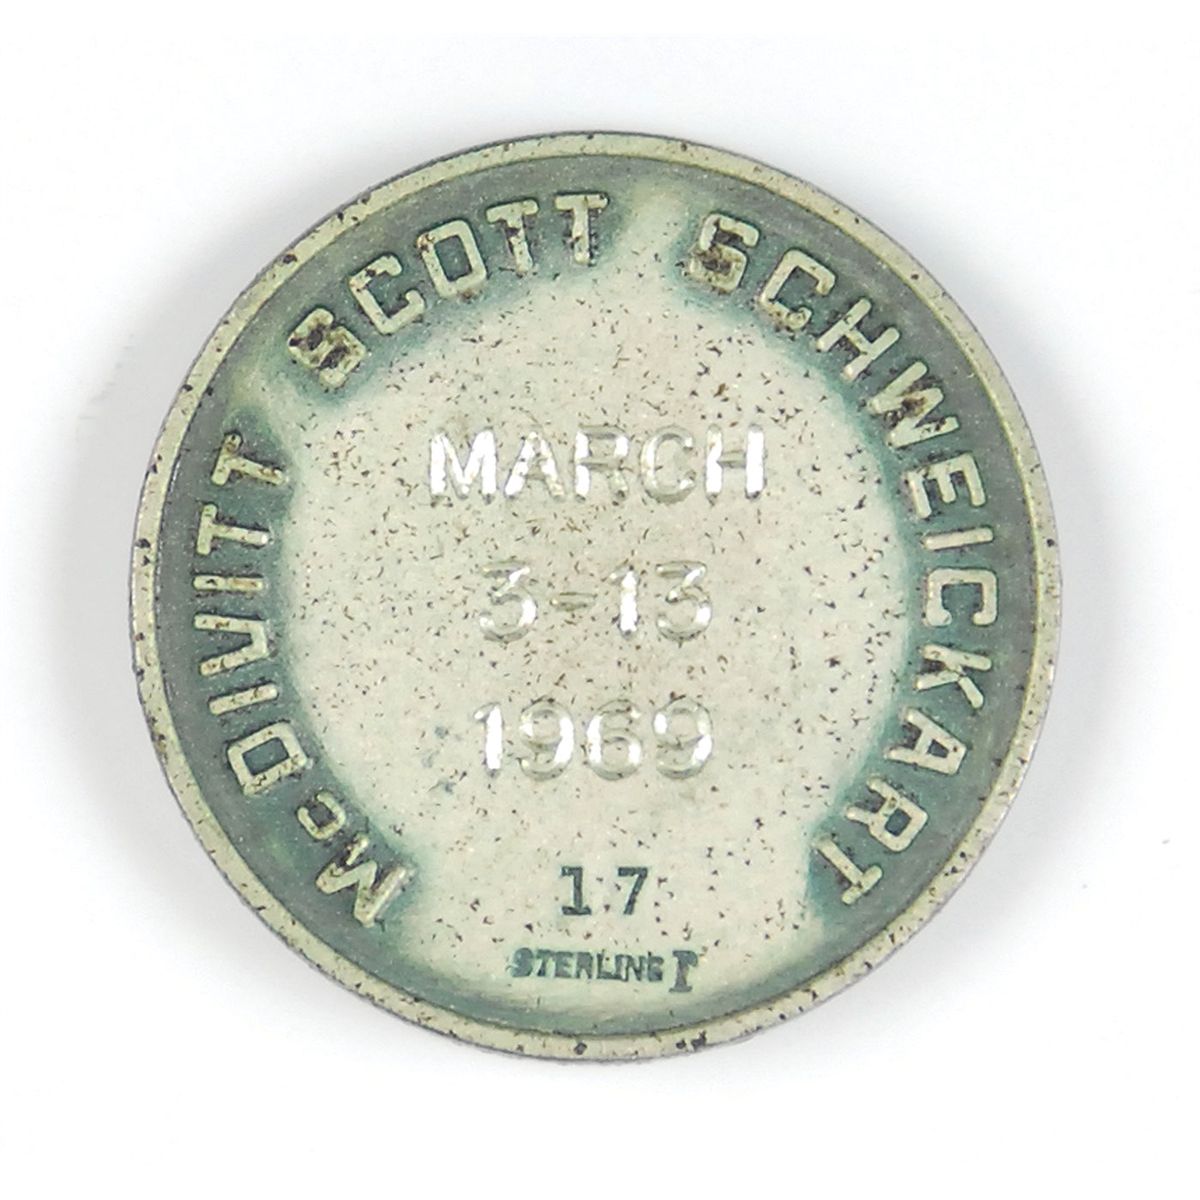 McDIVITT SCOTT SCHWEICKART
MARCH
3-13
1969
17
STERLING